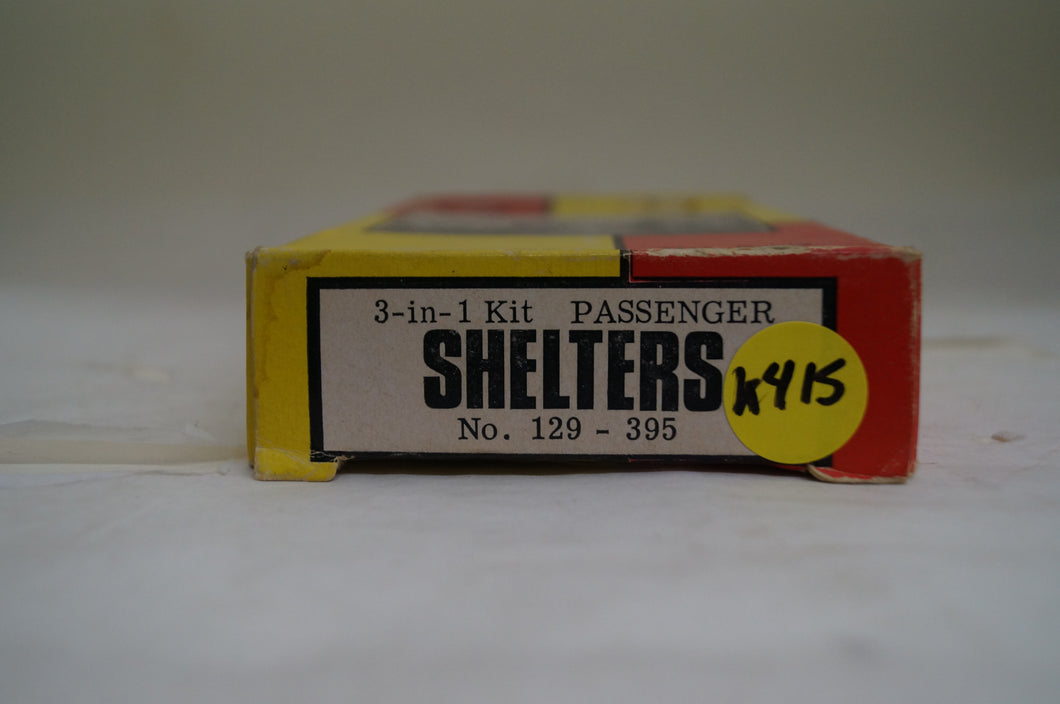 3-in-1 Kit PASSENGER
SHELTERS
No. 129 - 395
K415